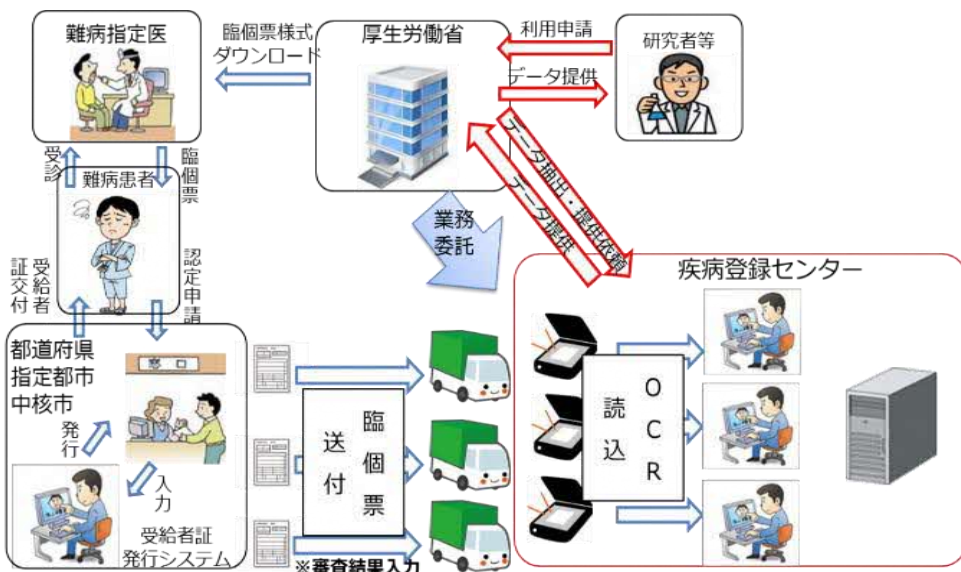 難病指定医
臨個票様式
ダウンロード
厚生労働省
利用申請
データ提供
研究者等
受診
臨個票
難病患者
データ抽出・提供依頼
データ提供
業務
委託
受給者
証交付
認定申請
疾病登録センター
都道府県
指定都市
中核市
窓口
発行
入力
受給者証
発行システム
臨個票
送付
※審査結果入力
OCR
読込